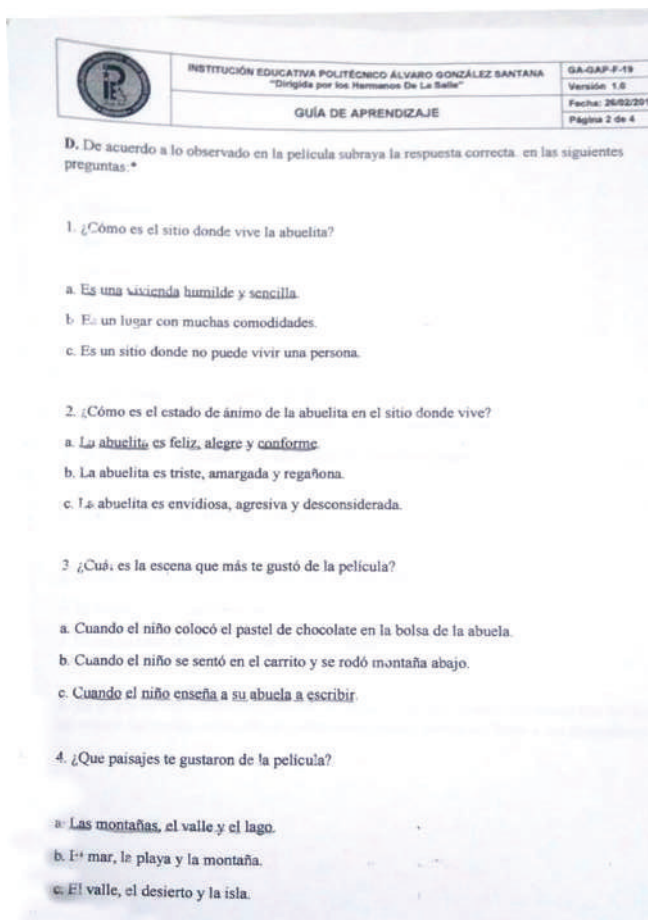 INSTITUCIÓN EDUCATIVA POLITÉCNICO ÁLVARO GONZÁLEZ SANTANA
"Dirigida por los Hermanos De La Salle"
GUÍA DE APRENDIZAJE
GA-GAP-F-19
Versión 1.0
Fecha: 26/02/201
Página 2 de 4
D. De acuerdo a lo observado en la película subraya la respuesta correcta. en las siguientes
preguntas:*
1. ¿Cómo es el sitio donde vive la abuelita?
a. Es una vivienda humilde y sencilla.
b. Es un lugar con muchas comodidades.
c. Es un sitio donde no puede vivir una persona.
2. ¿Cómo es el estado de ánimo de la abuelita en el sitio donde vive?
a. La abuelita es feliz, alegre y conforme.
b. La abuelita es triste, amargada y regañona.
c. La abuelita es envidiosa, agresiva y desconsiderada.
3 ¿Cuál es la escena que más te gustó de la película?
a. Cuando el niño colocó el pastel de chocolate en la bolsa de la abuela.
b. Cuando el niño se sentó en el carrito y se rodó montaña abajo.
c. Cuando el niño enseña a su abuela a escribir.
4. ¿Que paisajes te gustaron de la película?
a. Las montañas, el valle y el lago.
b. mar, la playa y la montaña.
c. El valle, el desierto y la isla.